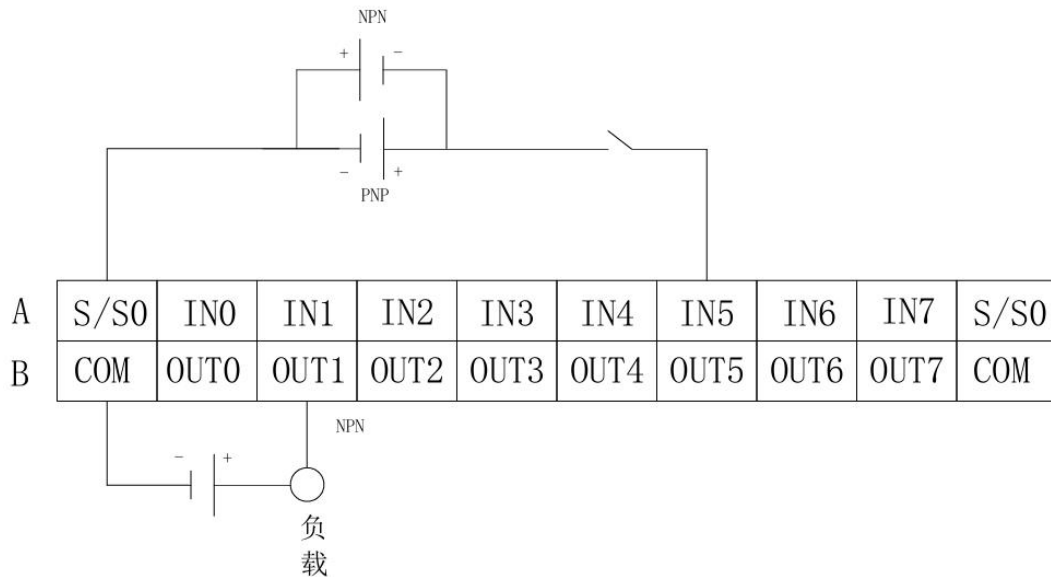 NPN
+ -
- +
PNP
A S/S0 IN0 IN1 IN2 IN3 IN4 IN5 IN6 IN7 S/S0
B COM OUT0 OUT1 OUT2 OUT3 OUT4 OUT5 OUT6 OUT7 COM
NPN
- +
负
载